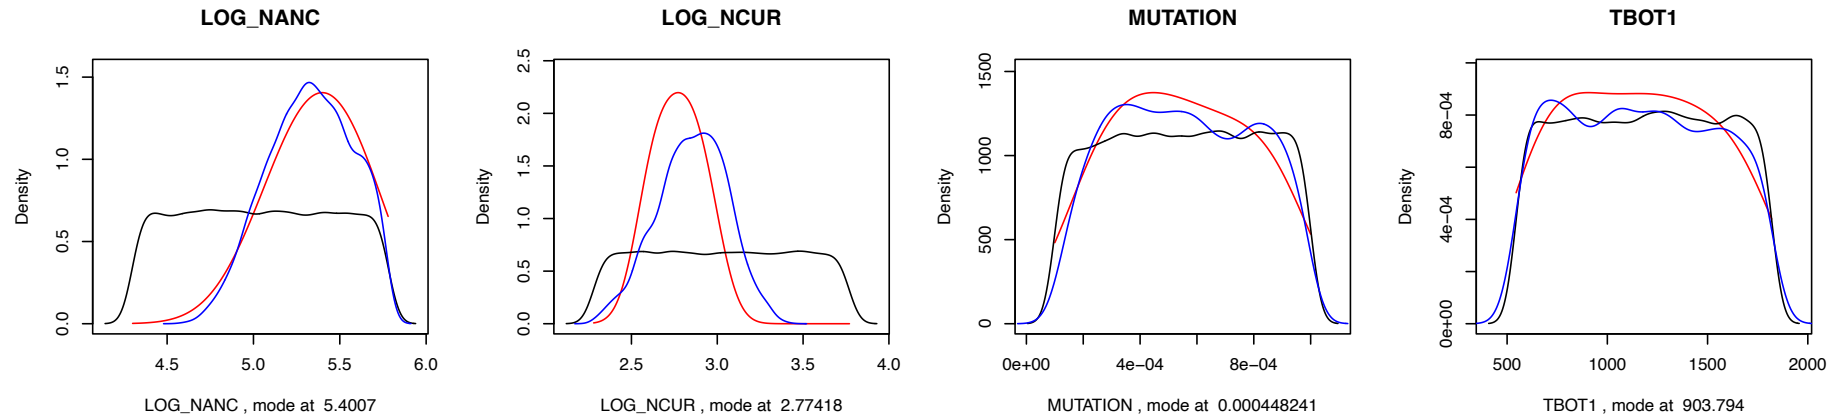 LOG_NANC
Density
0.0 0.5 1.0 1.5
4.5 5.0 5.5 6.0
LOG_NANC , mode at 5.4007
LOG_NCUR
Density
0.0 0.5 1.0 1.5 2.0 2.5
2.5 3.0 3.5 4.0
LOG_NCUR , mode at 2.77418
MUTATION
Density
0 500 1000 1500
0e+00 4e-04 8e-04
MUTATION , mode at 0.000448241
TBOT1
Density
0e+00 4e-04 8e-04
500 1000 1500 2000
TBOT1 , mode at 903.794